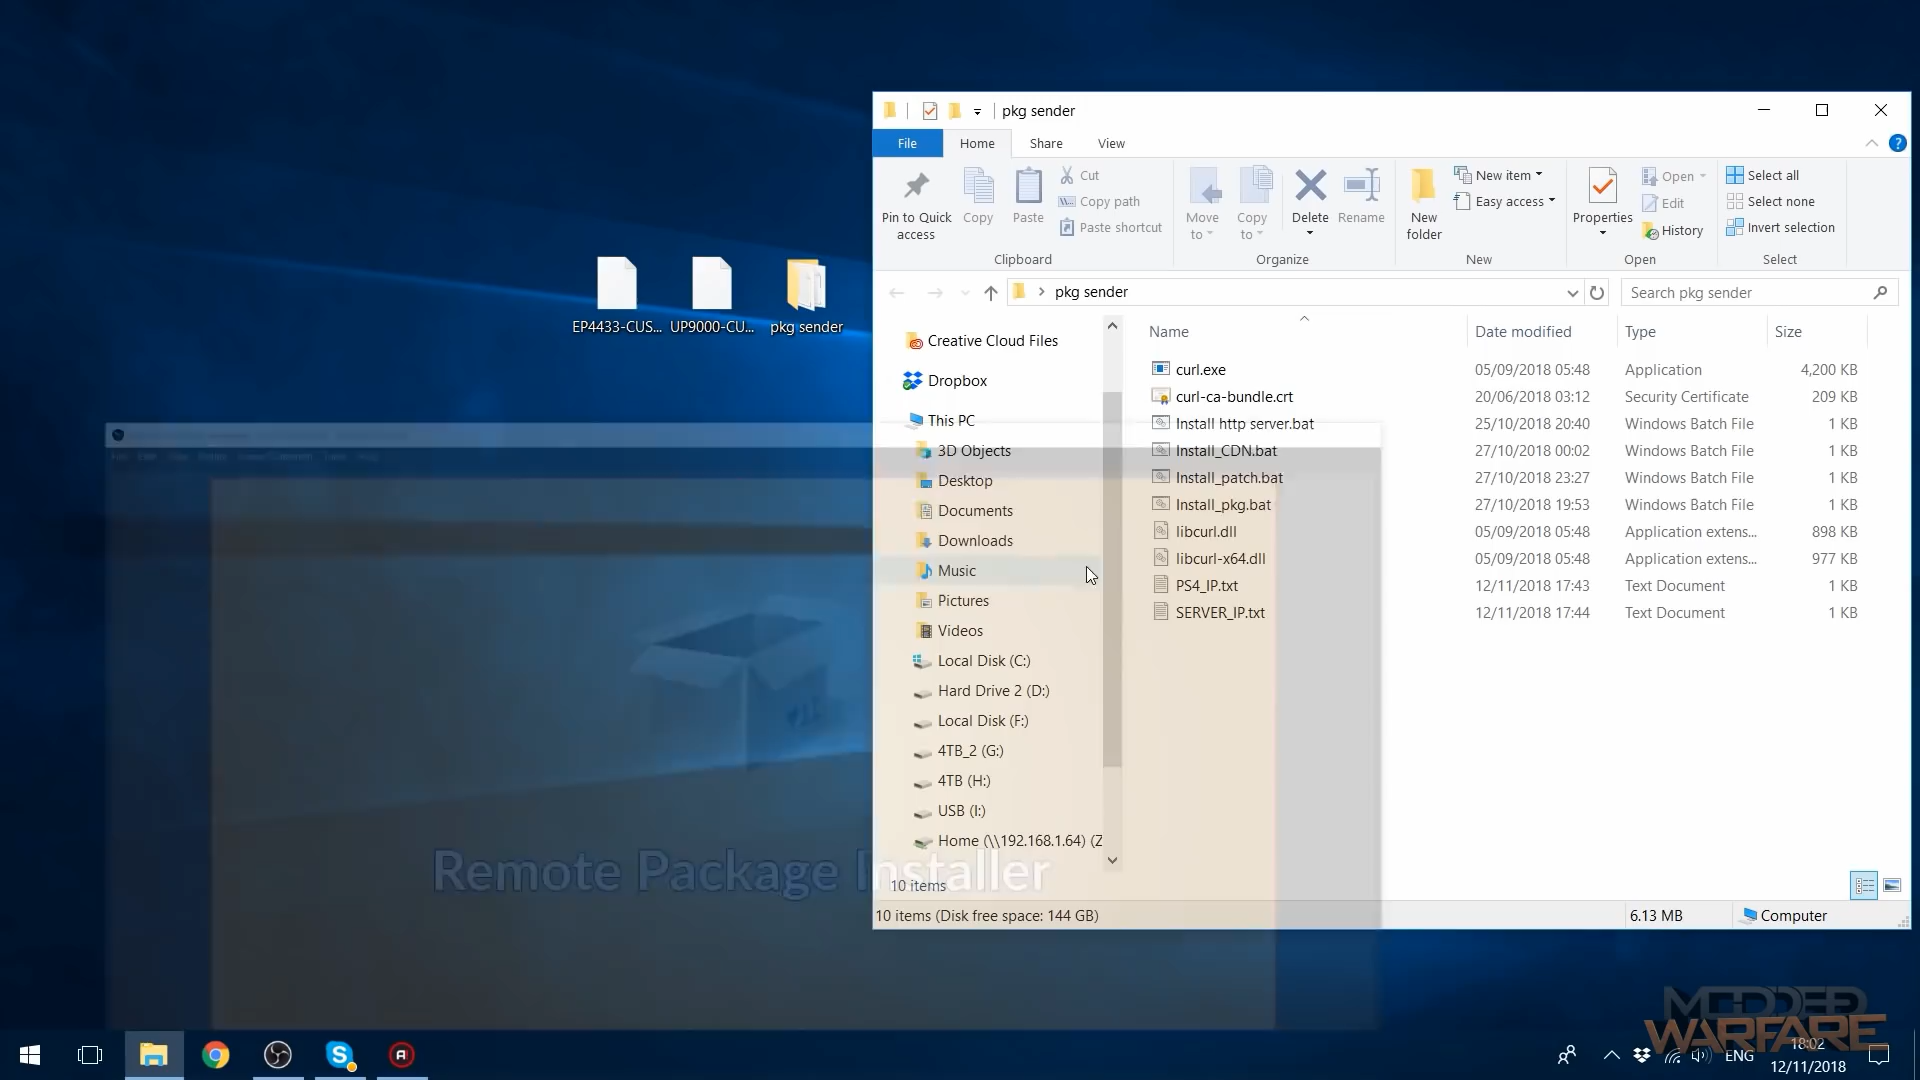 pkg sender
File
Home
Share
View
Pin to Quick access
Copy
Paste
Cut
Copy path
Paste shortcut
Clipboard
Move to
Copy to
Delete
Rename
Organize
New folder
New item
Easy access
New
Properties
Open
Edit
History
Open
Select all
Select none
Invert selection
Select
pkg sender
Search pkg sender
EP4433-CUS...
UP9000-CU...
pkg sender
Creative Cloud Files
Dropbox
This PC
3D Objects
Desktop
Documents
Downloads
Music
Pictures
Videos
Local Disk (C:)
Hard Drive 2 (D:)
Local Disk (F:)
4TB_2 (G:)
4TB (H:)
USB (I:)
Home (\\192.168.1.64) (Z
Name Date modified Type Size
curl.exe 05/09/2018 05:48 Application 4,200 KB
curl-ca-bundle.crt 20/06/2018 03:12 Security Certificate 209 KB
Install http server.bat 25/10/2018 20:40 Windows Batch File 1 KB
Install_CDN.bat 27/10/2018 00:02 Windows Batch File 1 KB
Install_patch.bat 27/10/2018 23:27 Windows Batch File 1 KB
Install_pkg.bat 27/10/2018 19:53 Windows Batch File 1 KB
libcurl.dll 05/09/2018 05:48 Application extens... 898 KB
libcurl-x64.dll 05/09/2018 05:48 Application extens... 977 KB
PS4_IP.txt 12/11/2018 17:43 Text Document 1 KB
SERVER_IP.txt 12/11/2018 17:44 Text Document 1 KB
Remote Package Installer
10 items
10 items (Disk free space: 144 GB)
6.13 MB
Computer
MODDED WARFARE
ENG
18:02
12/11/2018